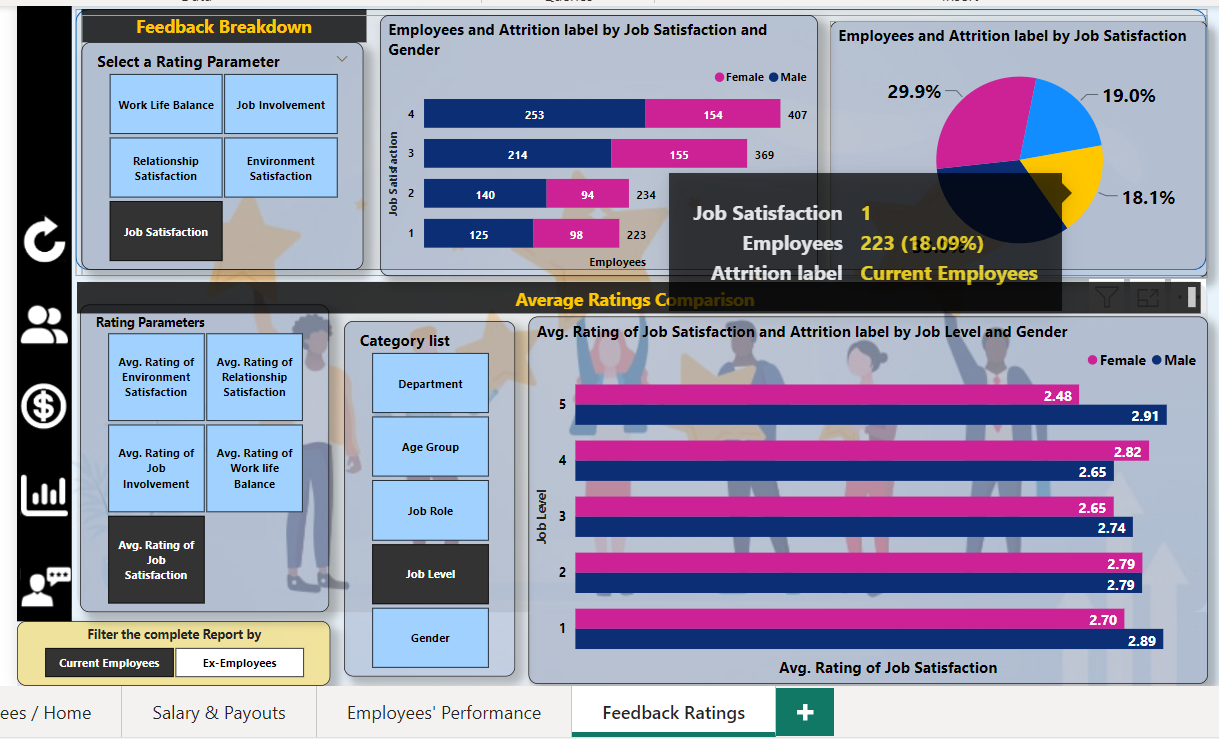 Feedback Breakdown
Select a Rating Parameter
Work Life Balance
Job Involvement
Relationship
Satisfaction
Environment
Satisfaction
Job Satisfaction
Employees and Attrition label by Job Satisfaction and
Gender
Female Male
Job Satisfaction
4 253 154 407
3 214 155 369
2 140 94 234
1 125 98 223
Employees
Employees and Attrition label by Job Satisfaction
29.9%
19.0%
18.1%
Job Satisfaction 1
Employees 223 (18.09%)
Attrition label Current Employees
Average Ratings Comparison
Rating Parameters
Avg. Rating of
Environment
Satisfaction
Avg. Rating of
Relationship
Satisfaction
Avg. Rating of
Job
Involvement
Avg. Rating of
Work life
Balance
Avg. Rating of
Job
Satisfaction
Category list
Department
Age Group
Job Role
Job Level
Gender
Avg. Rating of Job Satisfaction and Attrition label by Job Level and Gender
Female Male
Job Level
5 2.48
2.91
4 2.82
2.65
3 2.65
2.74
2 2.79
2.79
1 2.70
2.89
Avg. Rating of Job Satisfaction
Filter the complete Report by
Current Employees
Ex-Employees
ees / Home
Salary & Payouts
Employees' Performance
Feedback Ratings
+